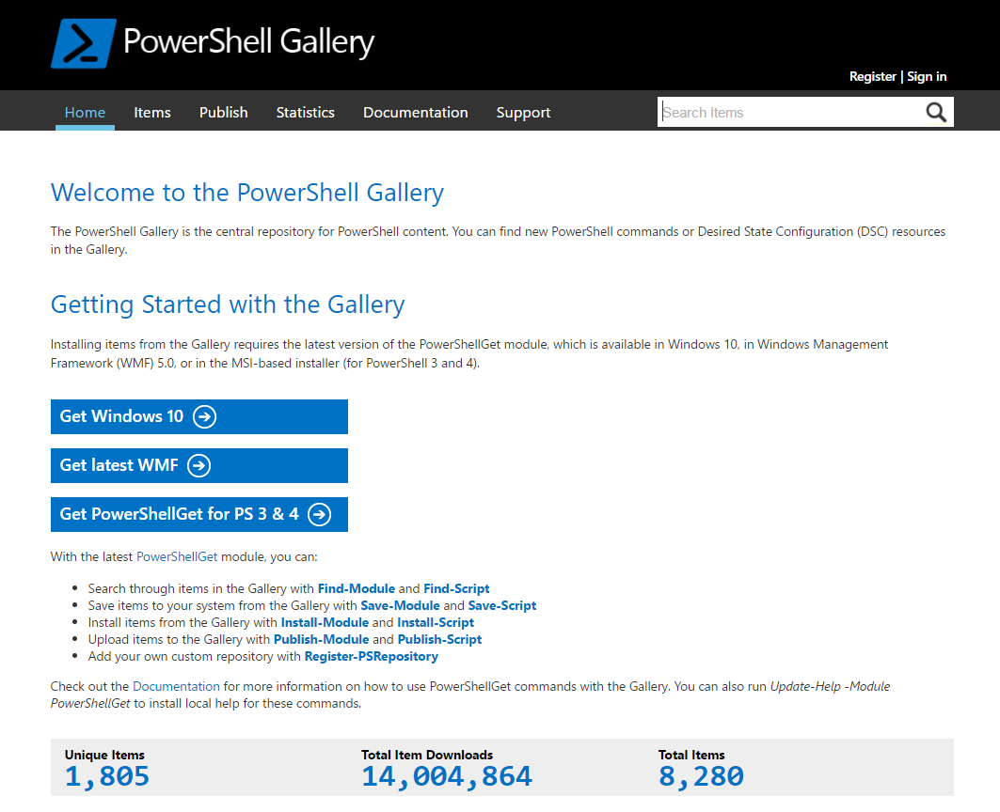 PowerShell Gallery
Register | Sign in
Home Items Publish Statistics Documentation Support Search Items
Welcome to the PowerShell Gallery
The PowerShell Gallery is the central repository for PowerShell content. You can find new PowerShell commands or Desired State Configuration (DSC) resources
in the Gallery.
Getting Started with the Gallery
Installing items from the Gallery requires the latest version of the PowerShellGet module, which is available in Windows 10, in Windows Management
Framework (WMF) 5.0, or in the MSI-based installer (for PowerShell 3 and 4).
Get Windows 10
Get latest WMF
Get PowerShellGet for PS 3 & 4
With the latest PowerShellGet module, you can:
• Search through items in the Gallery with Find-Module and Find-Script
• Save items to your system from the Gallery with Save-Module and Save-Script
• Install items from the Gallery with Install-Module and Install-Script
• Upload items to the Gallery with Publish-Module and Publish-Script
• Add your own custom repository with Register-PSRepository
Check out the Documentation for more information on how to use PowerShellGet commands with the Gallery. You can also run Update-Help -Module
PowerShellGet to install local help for these commands.
Unique Items Total Item Downloads Total Items
1,805 14,004,864 8,280